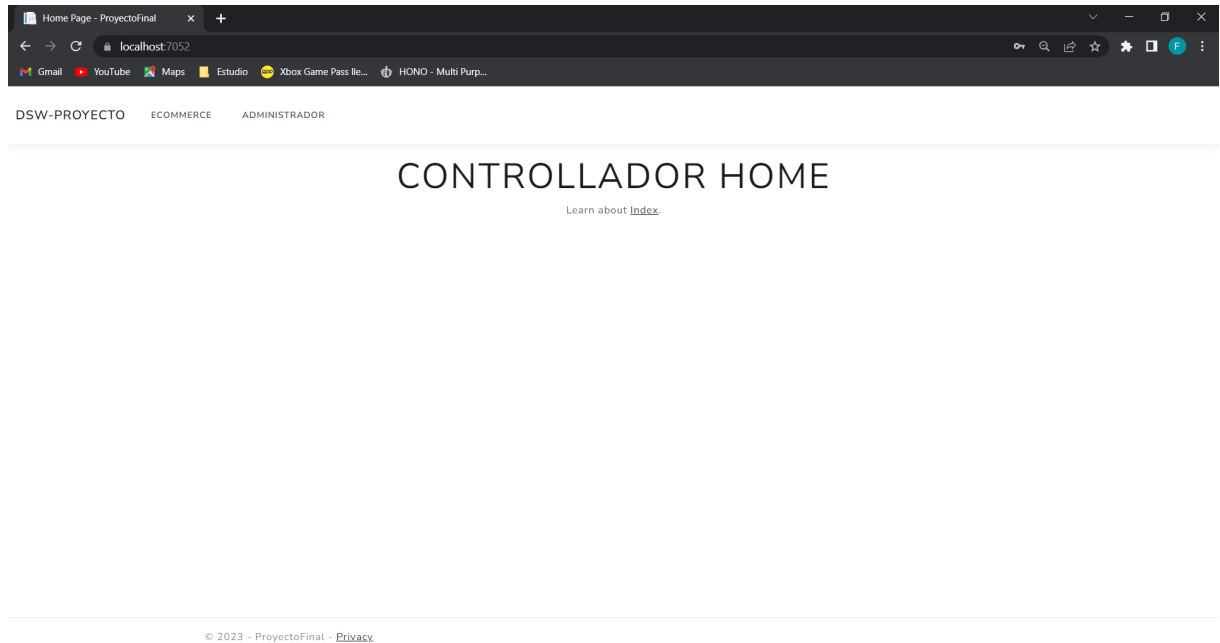 Home Page - ProyectoFinal
localhost:7052
F
Gmail YouTube Maps Estudio Xbox Game Pass lle... HONO - Multi Purp...
DSW-PROYECTO ECOMMERCE ADMINISTRADOR
CONTROLLADOR HOME
Learn about Index.
© 2023 - ProyectoFinal - Privacy